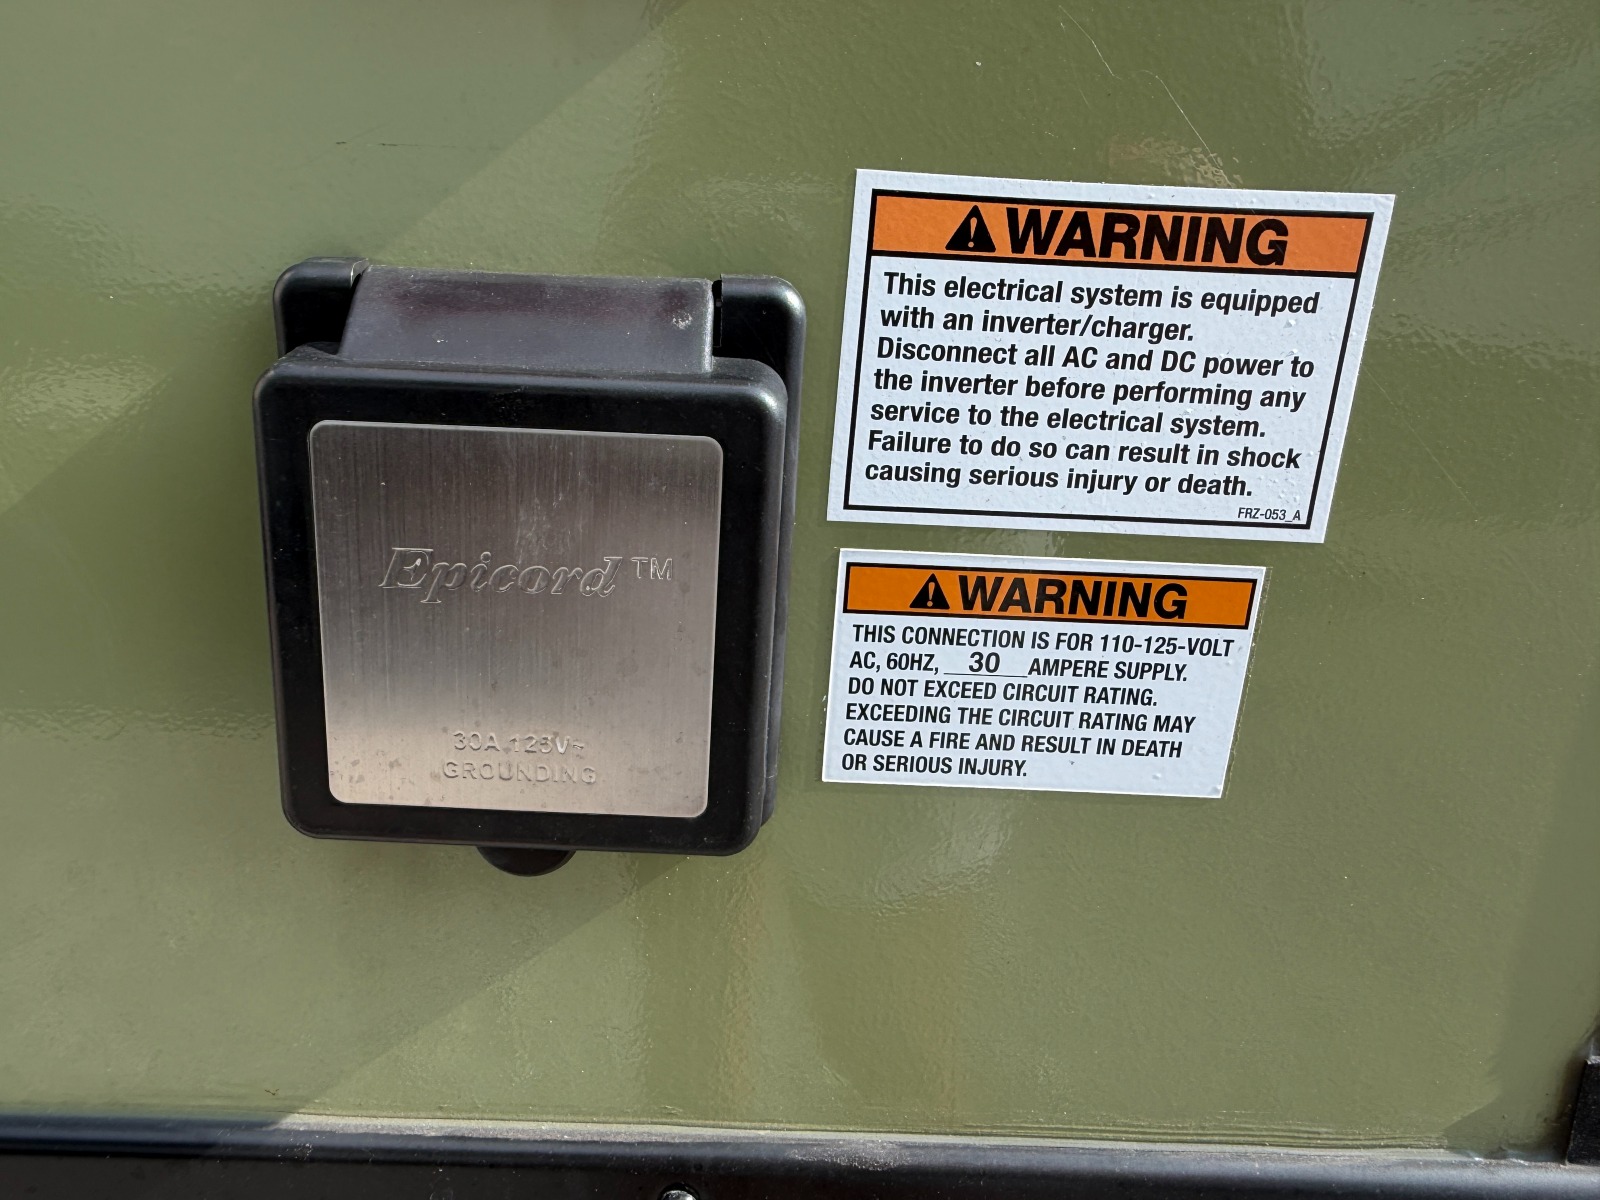 Epicord™
30A 125V~
GROUNDING
WARNING
This electrical system is equipped
with an inverter/charger.
Disconnect all AC and DC power to
the inverter before performing any
service to the electrical system.
Failure to do so can result in shock
causing serious injury or death.
FRZ-053_A
WARNING
THIS CONNECTION IS FOR 110-125-VOLT
AC, 60HZ, 30 AMPERE SUPPLY.
DO NOT EXCEED CIRCUIT RATING.
EXCEEDING THE CIRCUIT RATING MAY
CAUSE A FIRE AND RESULT IN DEATH
OR SERIOUS INJURY.